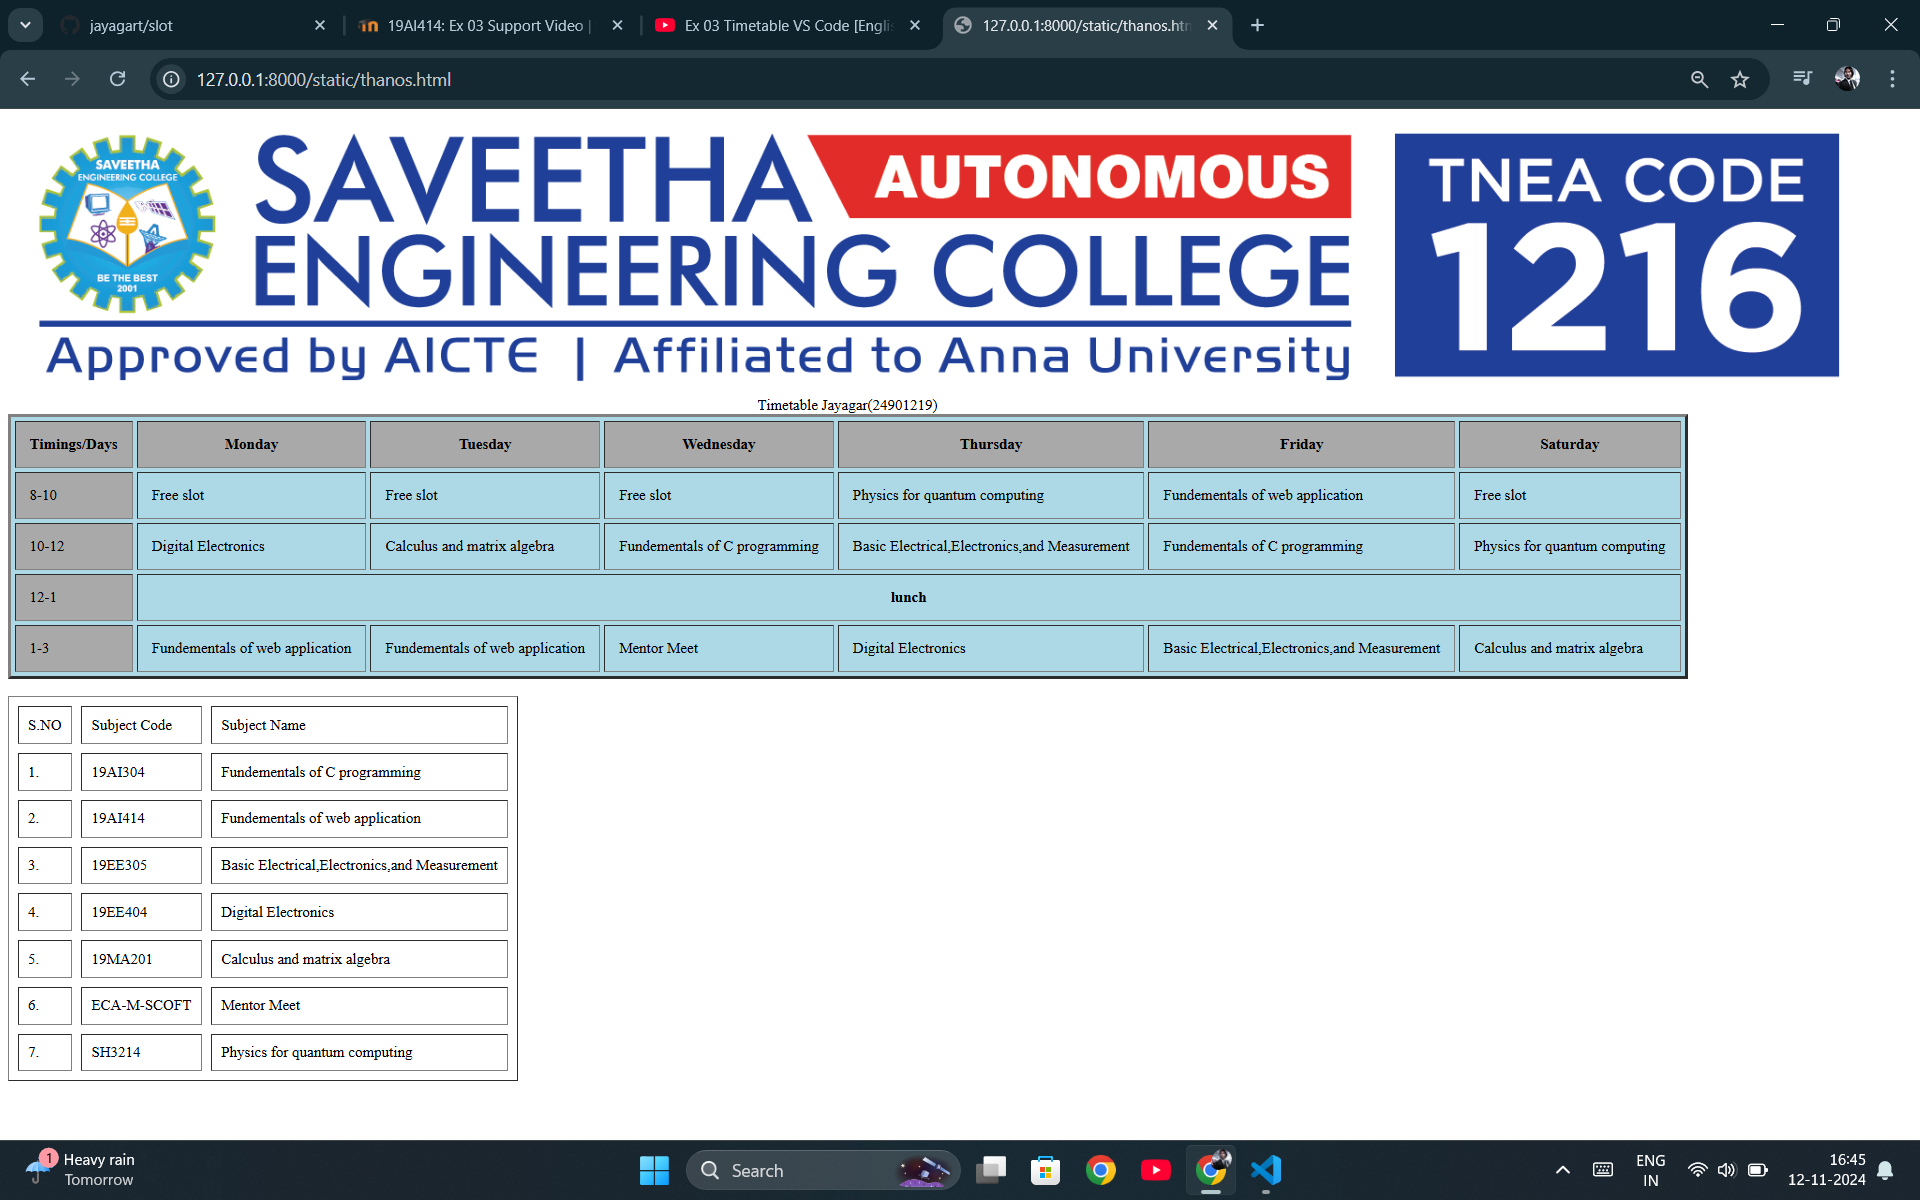 jayagart/slot
19AI414: Ex 03 Support Video |
Ex 03 Timetable VS Code [Engli
127.0.0.1:8000/static/thanos.htm
127.0.0.1:8000/static/thanos.html
SAVEETHA
ENGINEERING COLLEGE
BE THE BEST
2001
SAVEETHA AUTONOMOUS
ENGINEERING COLLEGE
Approved by AICTE | Affiliated to Anna University
TNEA CODE
1216
Timetable Jayagar(24901219)
Timings/Days Monday Tuesday Wednesday Thursday Friday Saturday
8-10 Free slot Free slot Free slot Physics for quantum computing Fundementals of web application Free slot
10-12 Digital Electronics Calculus and matrix algebra Fundementals of C programming Basic Electrical,Electronics,and Measurement Fundementals of C programming Physics for quantum computing
12-1 lunch
1-3 Fundementals of web application Fundementals of web application Mentor Meet Digital Electronics Basic Electrical,Electronics,and Measurement Calculus and matrix algebra
S.NO Subject Code Subject Name
1. 19AI304 Fundementals of C programming
2. 19AI414 Fundementals of web application
3. 19EE305 Basic Electrical,Electronics,and Measurement
4. 19EE404 Digital Electronics
5. 19MA201 Calculus and matrix algebra
6. ECA-M-SCOFT Mentor Meet
7. SH3214 Physics for quantum computing
1
Heavy rain
Tomorrow
Search
ENG
IN
16:45
12-11-2024